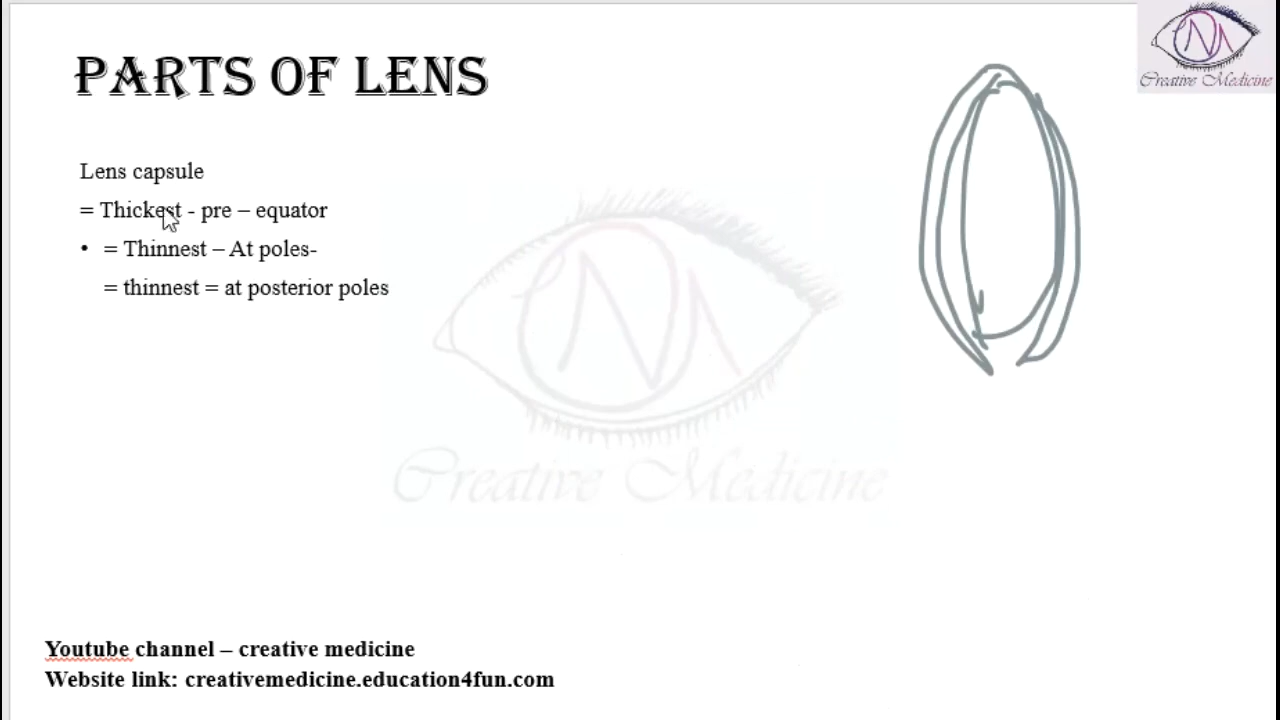 PARTS OF LENS
Creative Medicine
Lens capsule
= Thickest - pre – equator
• = Thinnest – At poles-
= thinnest = at posterior poles
Creative Medicine
Youtube channel – creative medicine
Website link: creativemedicine.education4fun.com